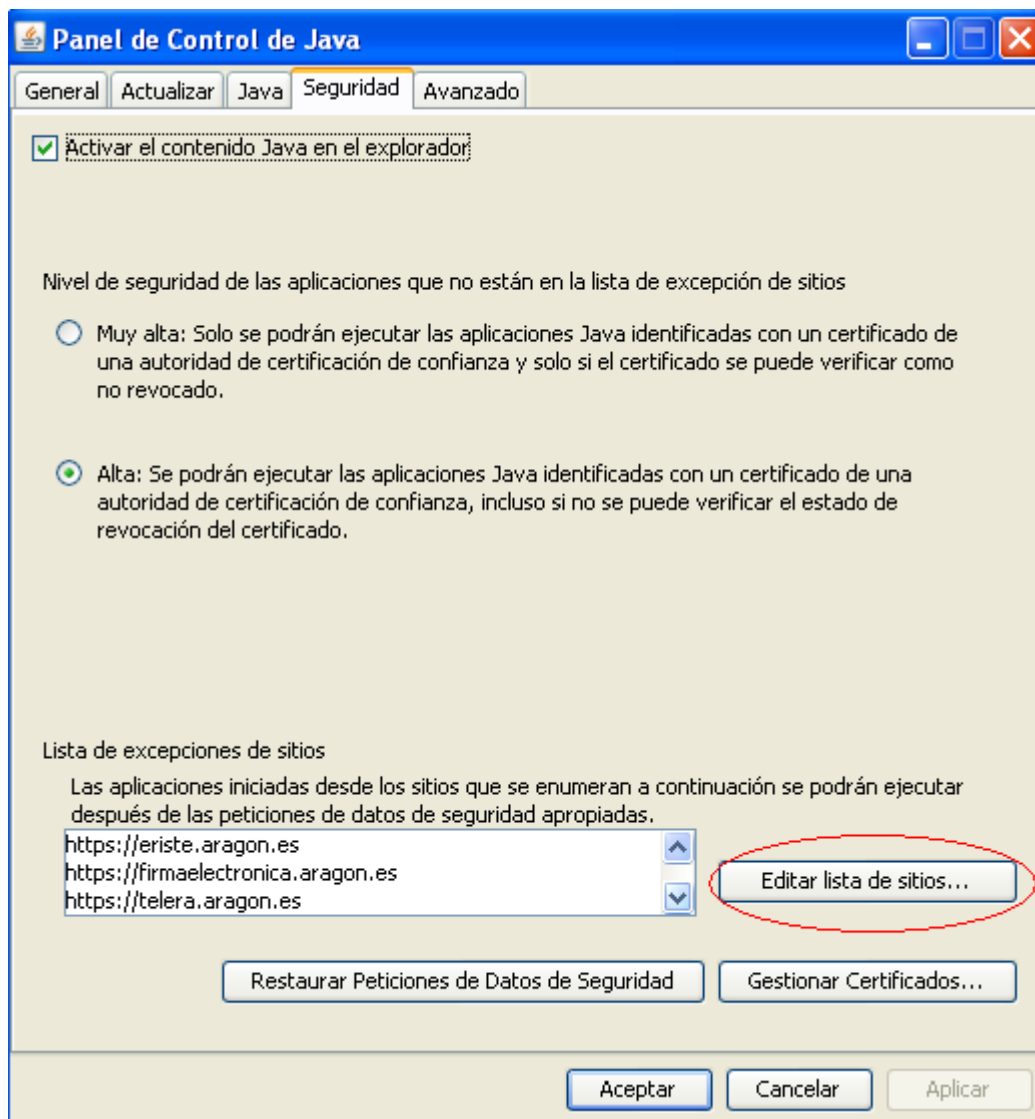 Panel de Control de Java
General Actualizar Java Seguridad Avanzado
Activar el contenido Java en el explorador
Nivel de seguridad de las aplicaciones que no están en la lista de excepción de sitios
Muy alta: Solo se podrán ejecutar las aplicaciones Java identificadas con un certificado de
una autoridad de certificación de confianza y solo si el certificado se puede verificar como
no revocado.
Alta: Se podrán ejecutar las aplicaciones Java identificadas con un certificado de una
autoridad de certificación de confianza, incluso si no se puede verificar el estado de
revocación del certificado.
Lista de excepciones de sitios
Las aplicaciones iniciadas desde los sitios que se enumeran a continuación se podrán ejecutar
después de las peticiones de datos de seguridad apropiadas.
https://eriste.aragon.es
https://firmaelectronica.aragon.es
https://telera.aragon.es
Editar lista de sitios...
Restaurar Peticiones de Datos de Seguridad Gestionar Certificados...
Aceptar Cancelar Aplicar